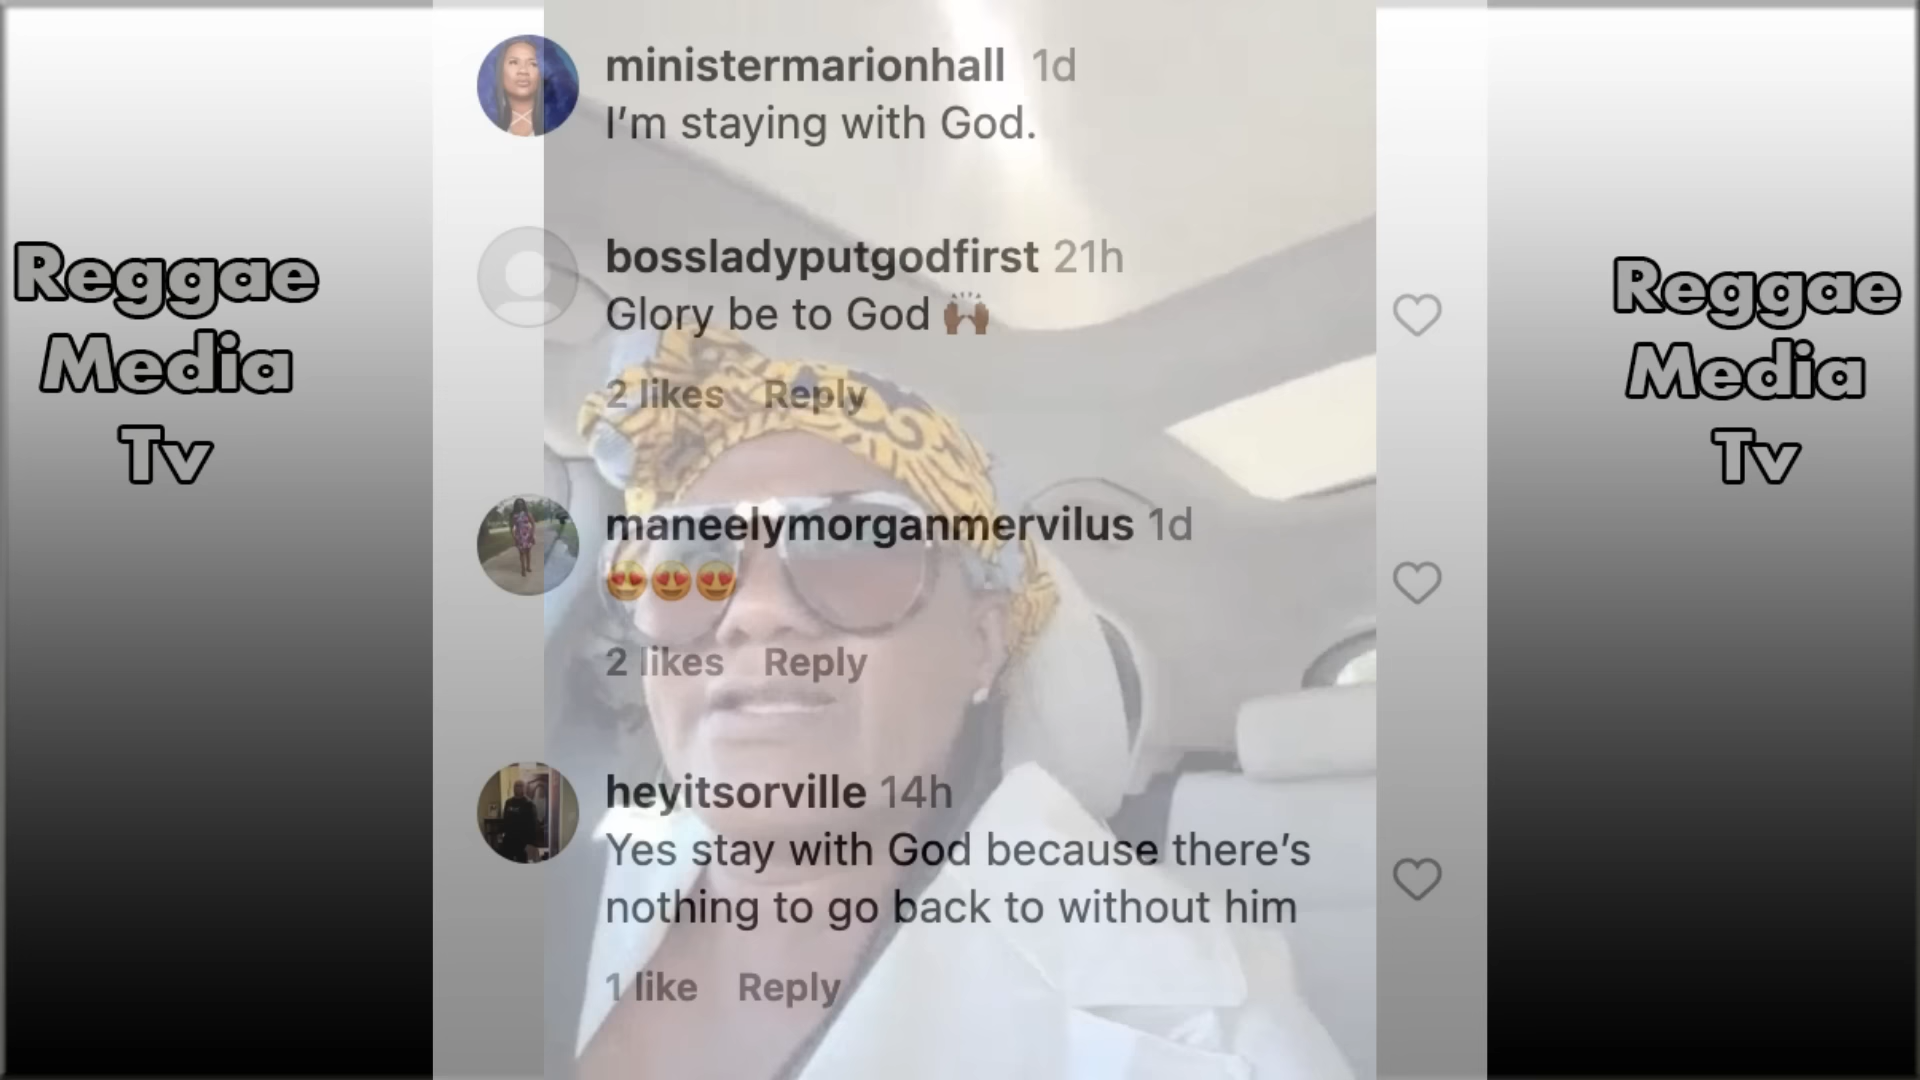 Reggae
Media
Tv
ministermarionhall 1d
I’m staying with God.
bossladyputgodfirst 21h
Glory be to God 🙌🏾
2 likes Reply
maneelymorganmervilus 1d
😍😍😍
2 likes Reply
heyitsorville 14h
Yes stay with God because there’s
nothing to go back to without him
1 like Reply
Reggae
Media
Tv